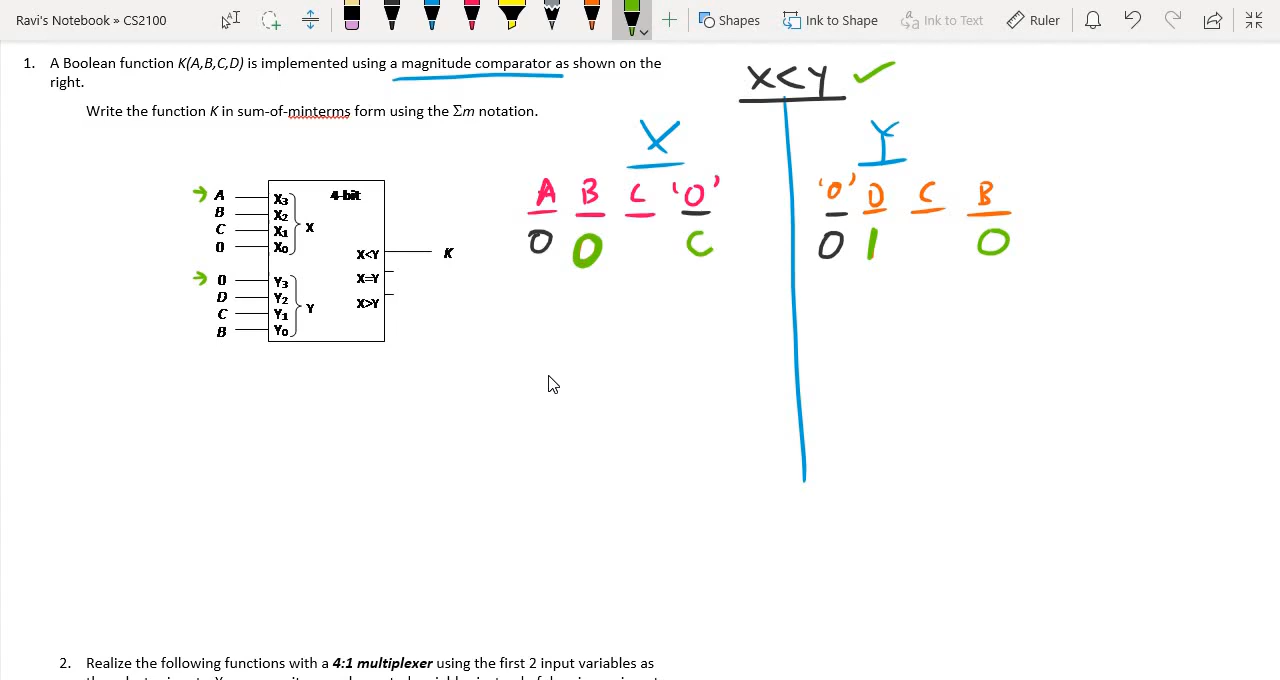 Ravi's Notebook » CS2100
Shapes
Ink to Shape
Ink to Text
Ruler
1. A Boolean function K(A,B,C,D) is implemented using a magnitude comparator as shown on the
right.
Write the function K in sum-of-minterms form using the Σm notation.
X<Y
X
Y
A B C '0'
'0' D C B
0 0 C
0 1 0
A X3 4-bit
B X2
C X1 X
0 X0
X<Y K
0 Y3
X=Y
D Y2
C Y1 Y
X>Y
B Y0
2. Realize the following functions with a 4:1 multiplexer using the first 2 input variables as